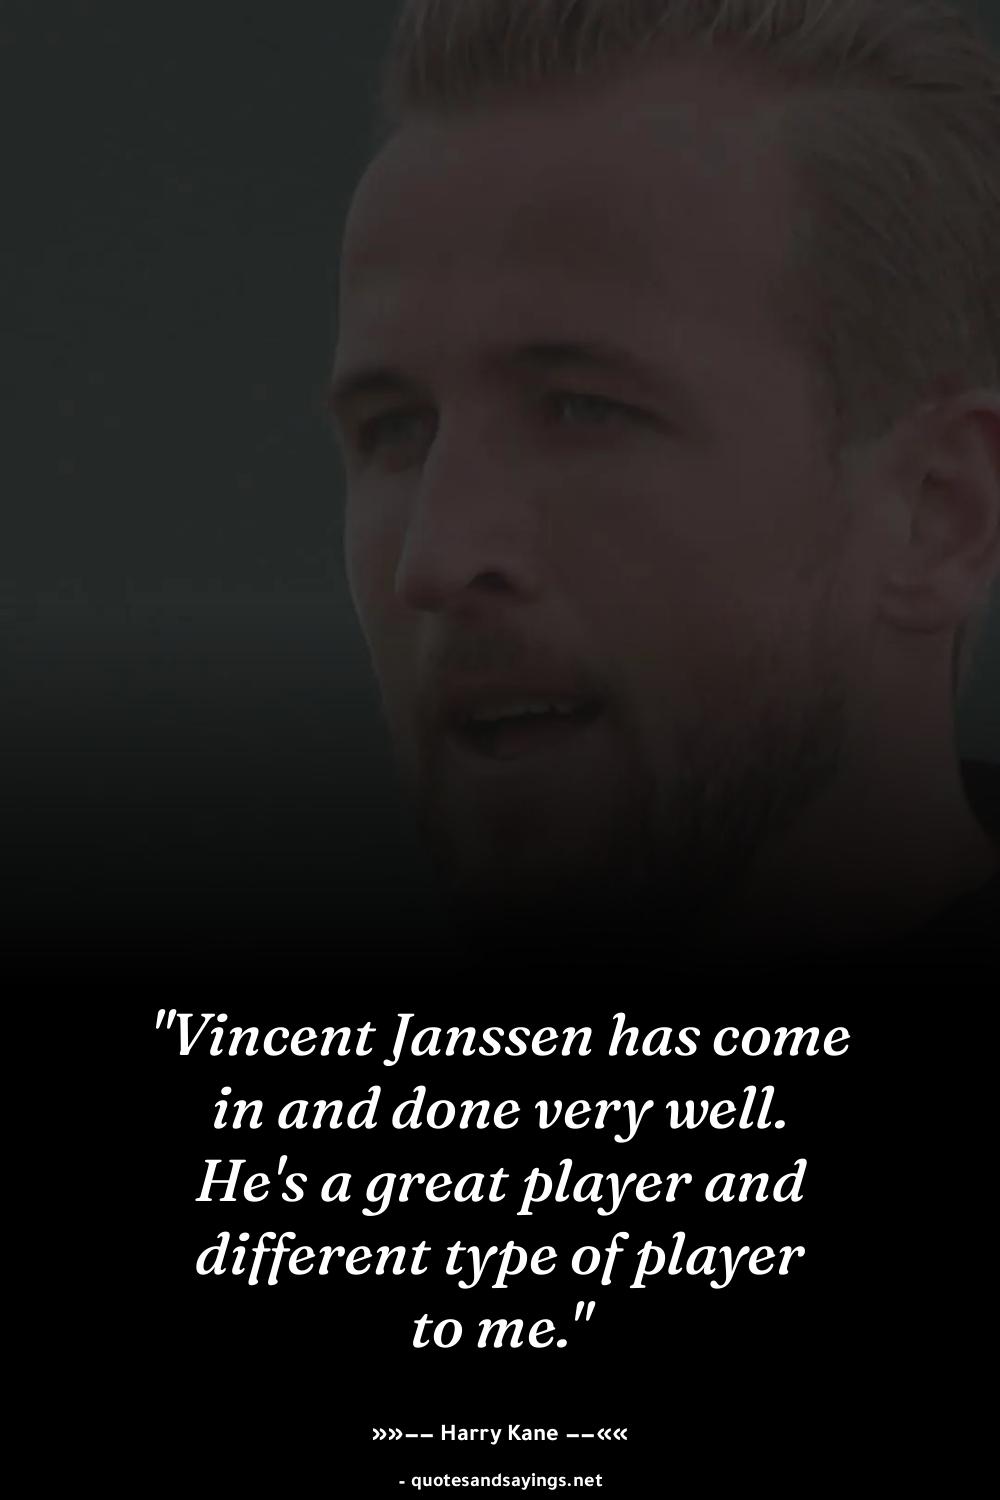 "Vincent Janssen has come
in and done very well.
He's a great player and
different type of player
to me."
»»−− Harry Kane −−««
- quotesandsayings.net